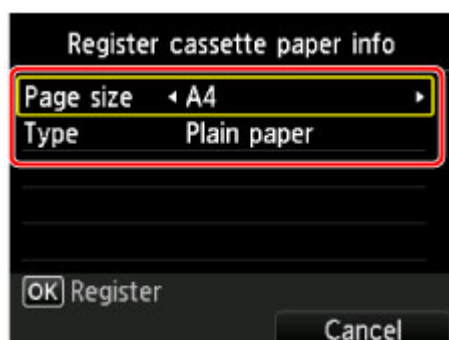 Register cassette paper info
Page size A4
Type Plain paper
OK Register
Cancel